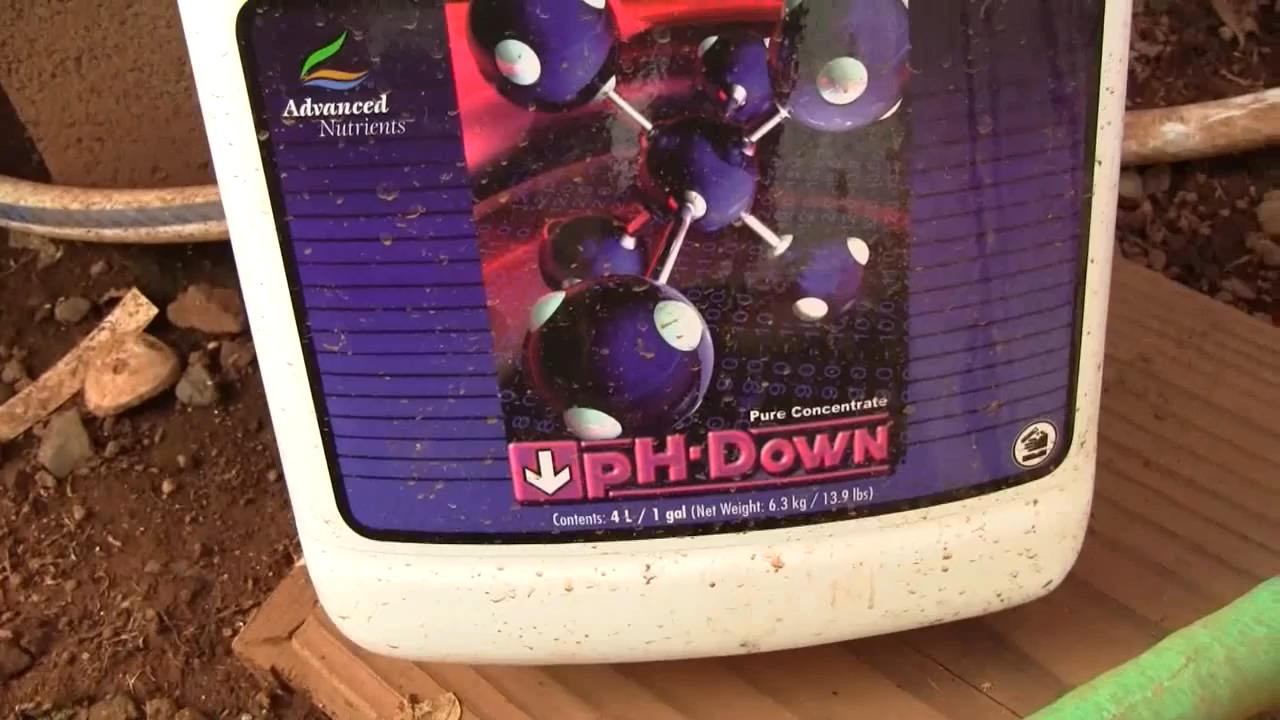 Advanced
Nutrients
Pure Concentrate
pH·Down
Contents: 4 L / 1 gal (Net Weight: 6.3 kg / 13.9 lbs)